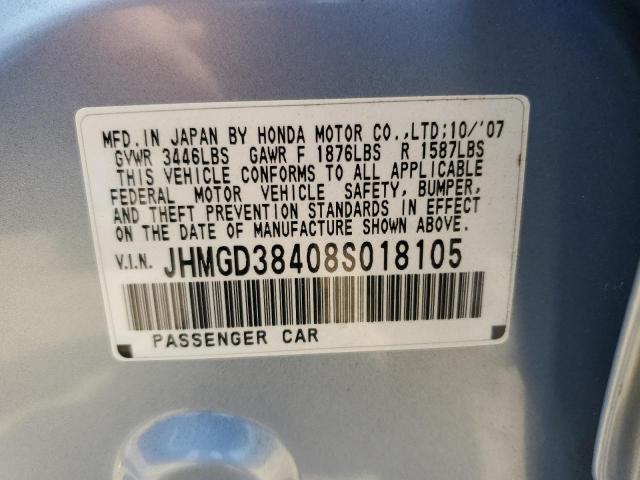 MFD. IN JAPAN BY HONDA MOTOR CO.,LTD;10/'07
GVWR 3446LBS GAWR F 1876LBS R 1587LBS
THIS VEHICLE CONFORMS TO ALL APPLICABLE
FEDERAL MOTOR VEHICLE SAFETY, BUMPER,
AND THEFT PREVENTION STANDARDS IN EFFECT
ON THE DATE OF MANUFACTURE SHOWN ABOVE.
V.I.N. JHMGD38408S018105
PASSENGER CAR